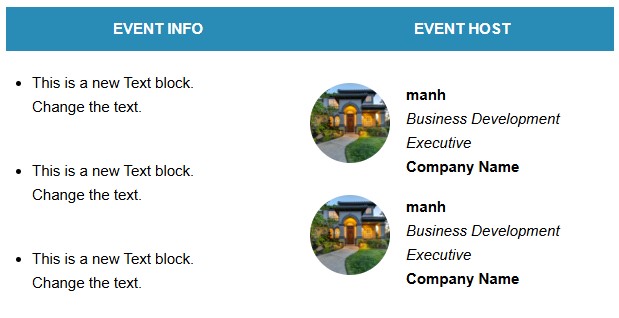 EVENT INFO
EVENT HOST
This is a new Text block.
Change the text.
This is a new Text block.
Change the text.
This is a new Text block.
Change the text.
manh
Business Development
Executive
Company Name
manh
Business Development
Executive
Company Name